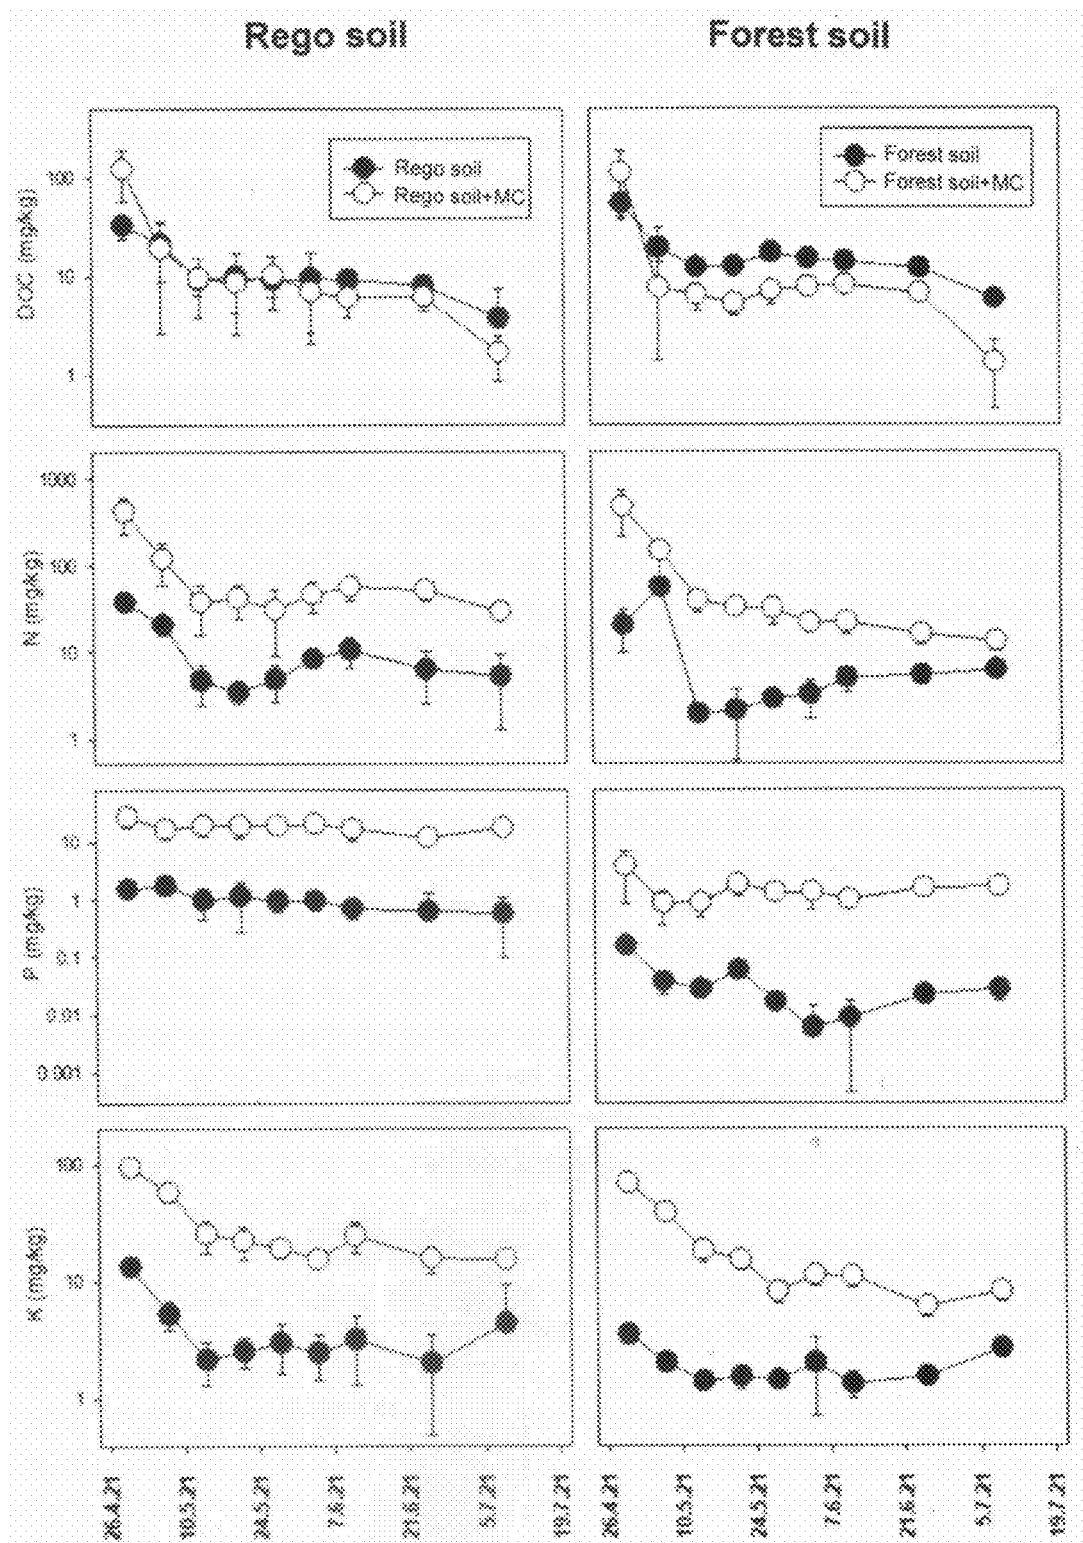 Rego soil
Forest soil
Rego soil
Rego soil+MC
Forest soil
Forest soil+MC
DOC (mg/kg)
100
10
1
N (mg/kg)
1000
100
10
1
P (mg/kg)
10
1
0.1
0.01
0.001
K (mg/kg)
100
10
1
26.4.21
10.5.21
24.5.21
7.6.21
21.6.21
5.7.21
19.7.21
26.4.21
10.5.21
24.5.21
7.6.21
21.6.21
5.7.21
19.7.21